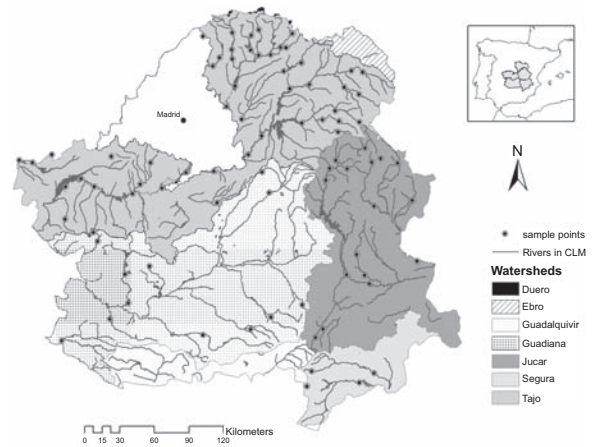 Madrid
N
sample points
Rivers in CLM
Watersheds
Duero
Ebro
Guadalquivir
Guadiana
Jucar
Segura
Tajo
Kilometers
0 15 30 60 90 120